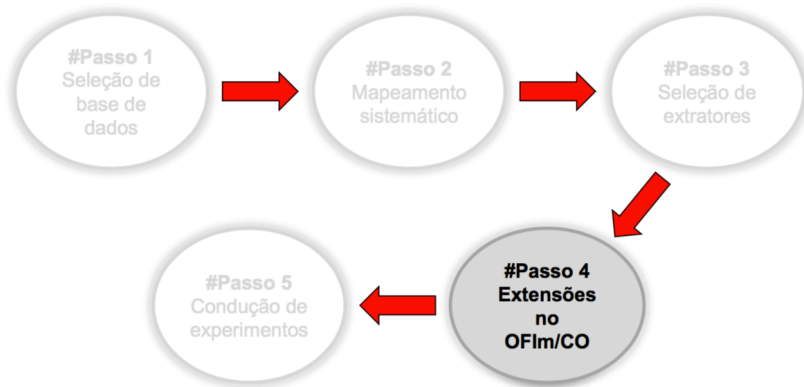 #Passo 1
Seleção de
base de
dados
#Passo 2
Mapeamento
sistemático
#Passo 3
Seleção de
extratores
#Passo 4
Extensões
no
OFIm/CO
#Passo 5
Condução de
experimentos